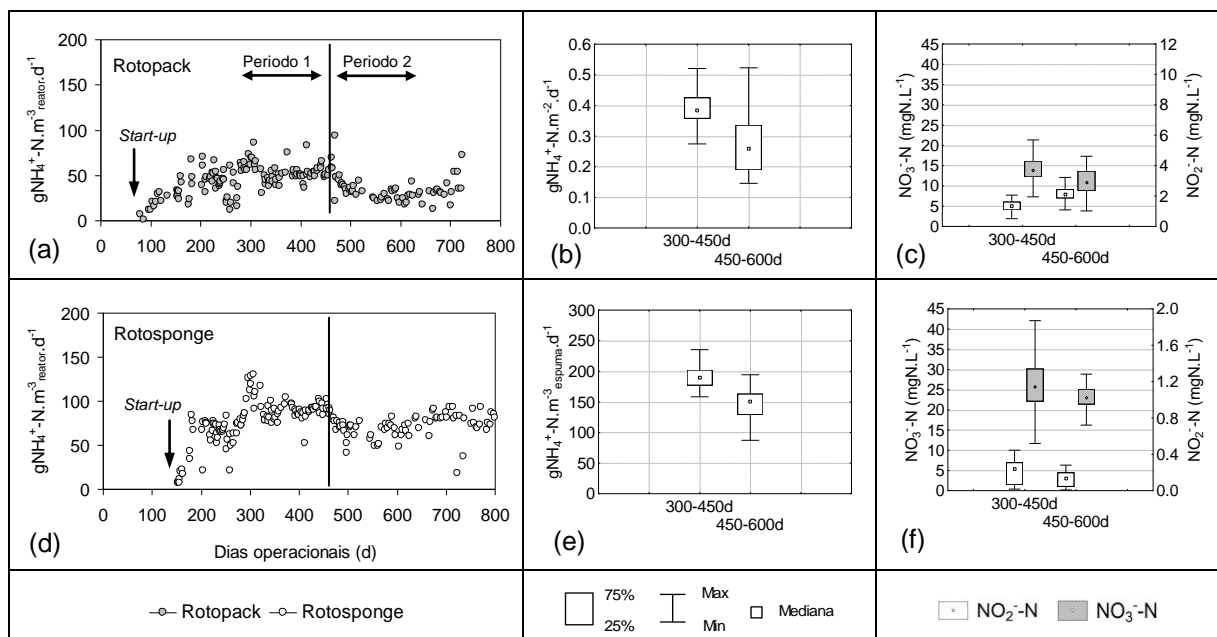 200
150
100
50
0
gNH₄⁺-N.m⁻³reator.d⁻¹
Rotopack
Periodo 1
Periodo 2
Start-up
0 100 200 300 400 500 600 700 800
(a)
0.6
0.5
0.4
0.3
0.2
0.1
0.0
gNH₄⁺-N.m⁻².d⁻¹
300-450d
450-600d
(b)
45
40
35
30
25
20
15
10
5
0
NO₃⁻-N (mgN.L⁻¹)
12
10
8
6
4
2
0
NO₂⁻-N (mgN.L⁻¹)
300-450d
450-600d
(c)
200
150
100
50
0
gNH₄⁺-N.m⁻³reator.d⁻¹
Rotosponge
Start-up
0 100 200 300 400 500 600 700 800
Dias operacionais (d)
(d)
300
250
200
150
100
50
0
gNH₄⁺-N.m⁻³espuma.d⁻¹
300-450d
450-600d
(e)
45
40
35
30
25
20
15
10
5
0
NO₃⁻-N (mgN.L⁻¹)
2.0
1.6
1.2
0.8
0.4
0.0
NO₂⁻-N (mgN.L⁻¹)
300-450d
450-600d
(f)
Rotopack Rotosponge
75%
25%
Max
Min
Mediana
NO₂⁻-N NO₃⁻-N